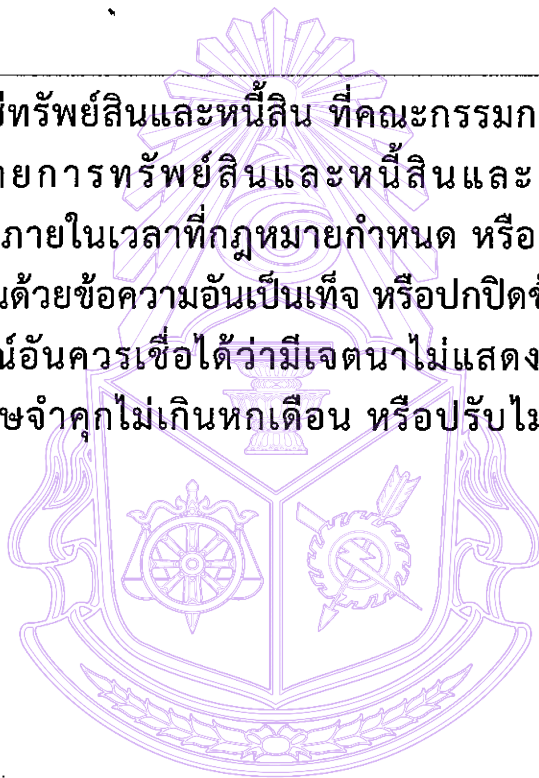 ทรัพย์สินและหนี้สิน ที่คณะกรรมก
ยการทรัพย์สินและหนี้สินและ
ภายในเวลาที่กฎหมายกำหนด หรือ
ด้วยข้อความอันเป็นเท็จ หรือปกปิดข
อันควรเชื่อได้ว่ามีเจตนาไม่แสดง
ษจำคุกไม่เกินหกเดือน หรือปรับไม